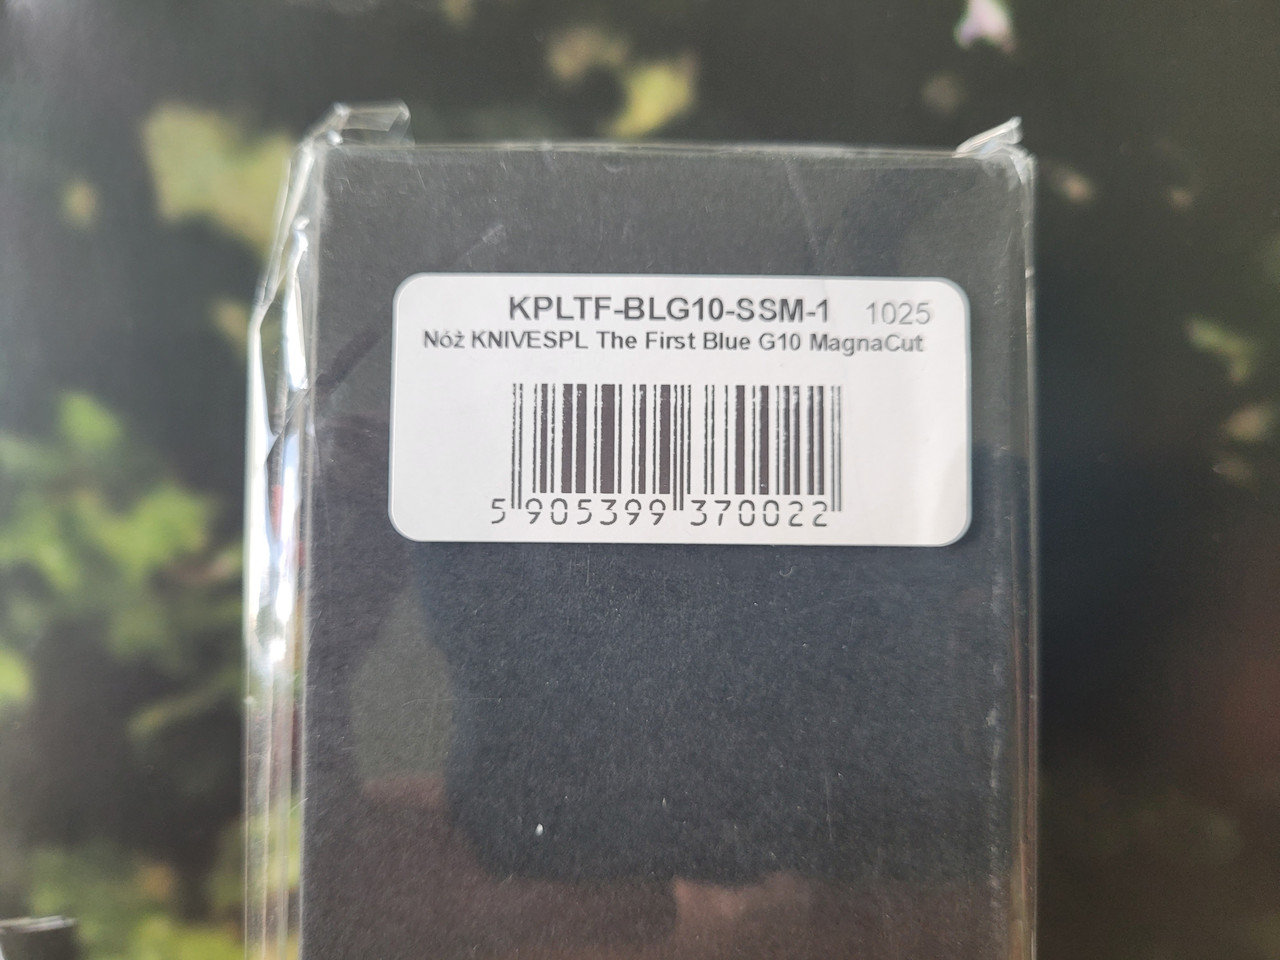 KPLTF-BLG10-SSM-1 1025
Nóż KNIVESPL The First Blue G10 MagnaCut
5 905399 370022